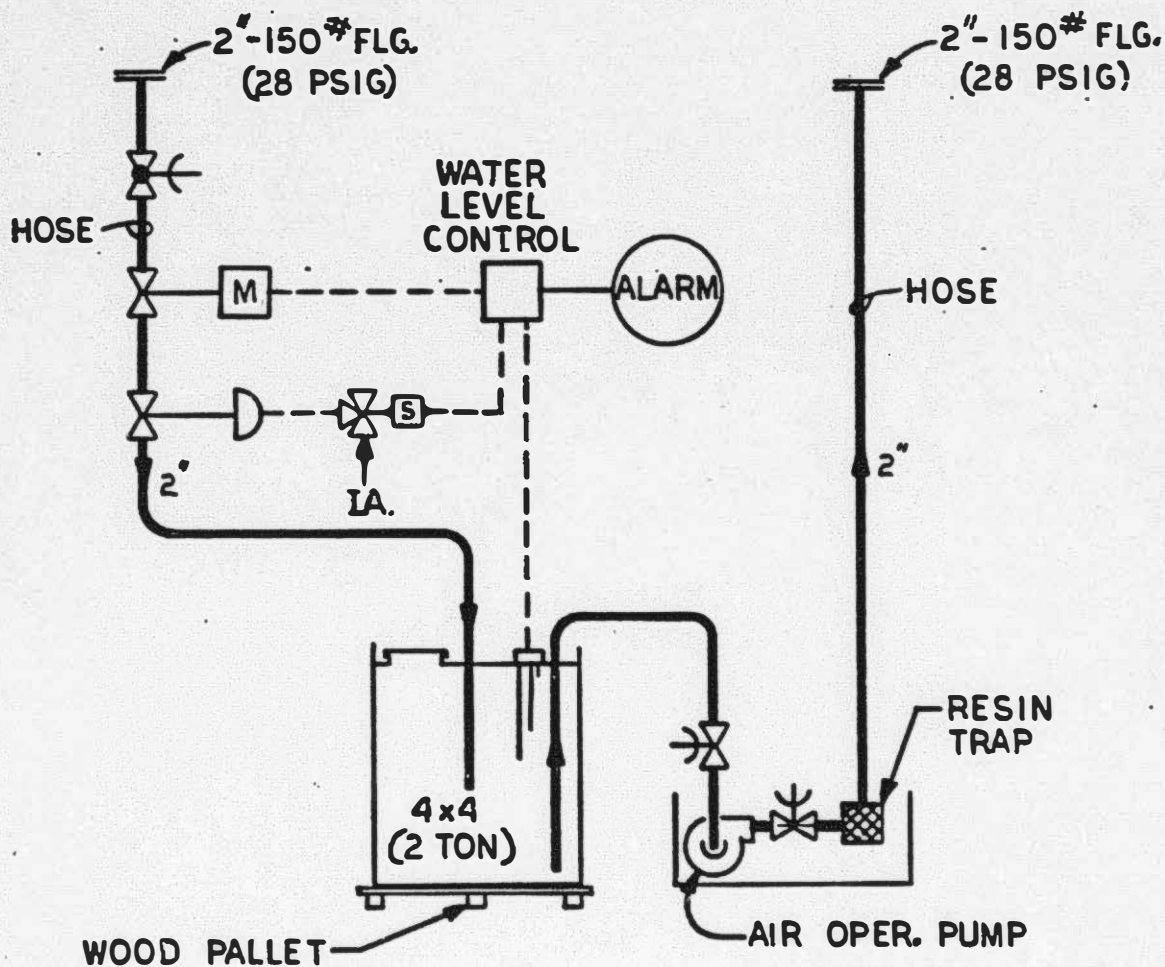 2"-150# FLG.
(28 PSIG)
2"-150# FLG.
(28 PSIG)
WATER
LEVEL
CONTROL
HOSE
M
ALARM
HOSE
S
2"
I.A.
2"
RESIN
TRAP
4x4
(2 TON)
WOOD PALLET
AIR OPER. PUMP